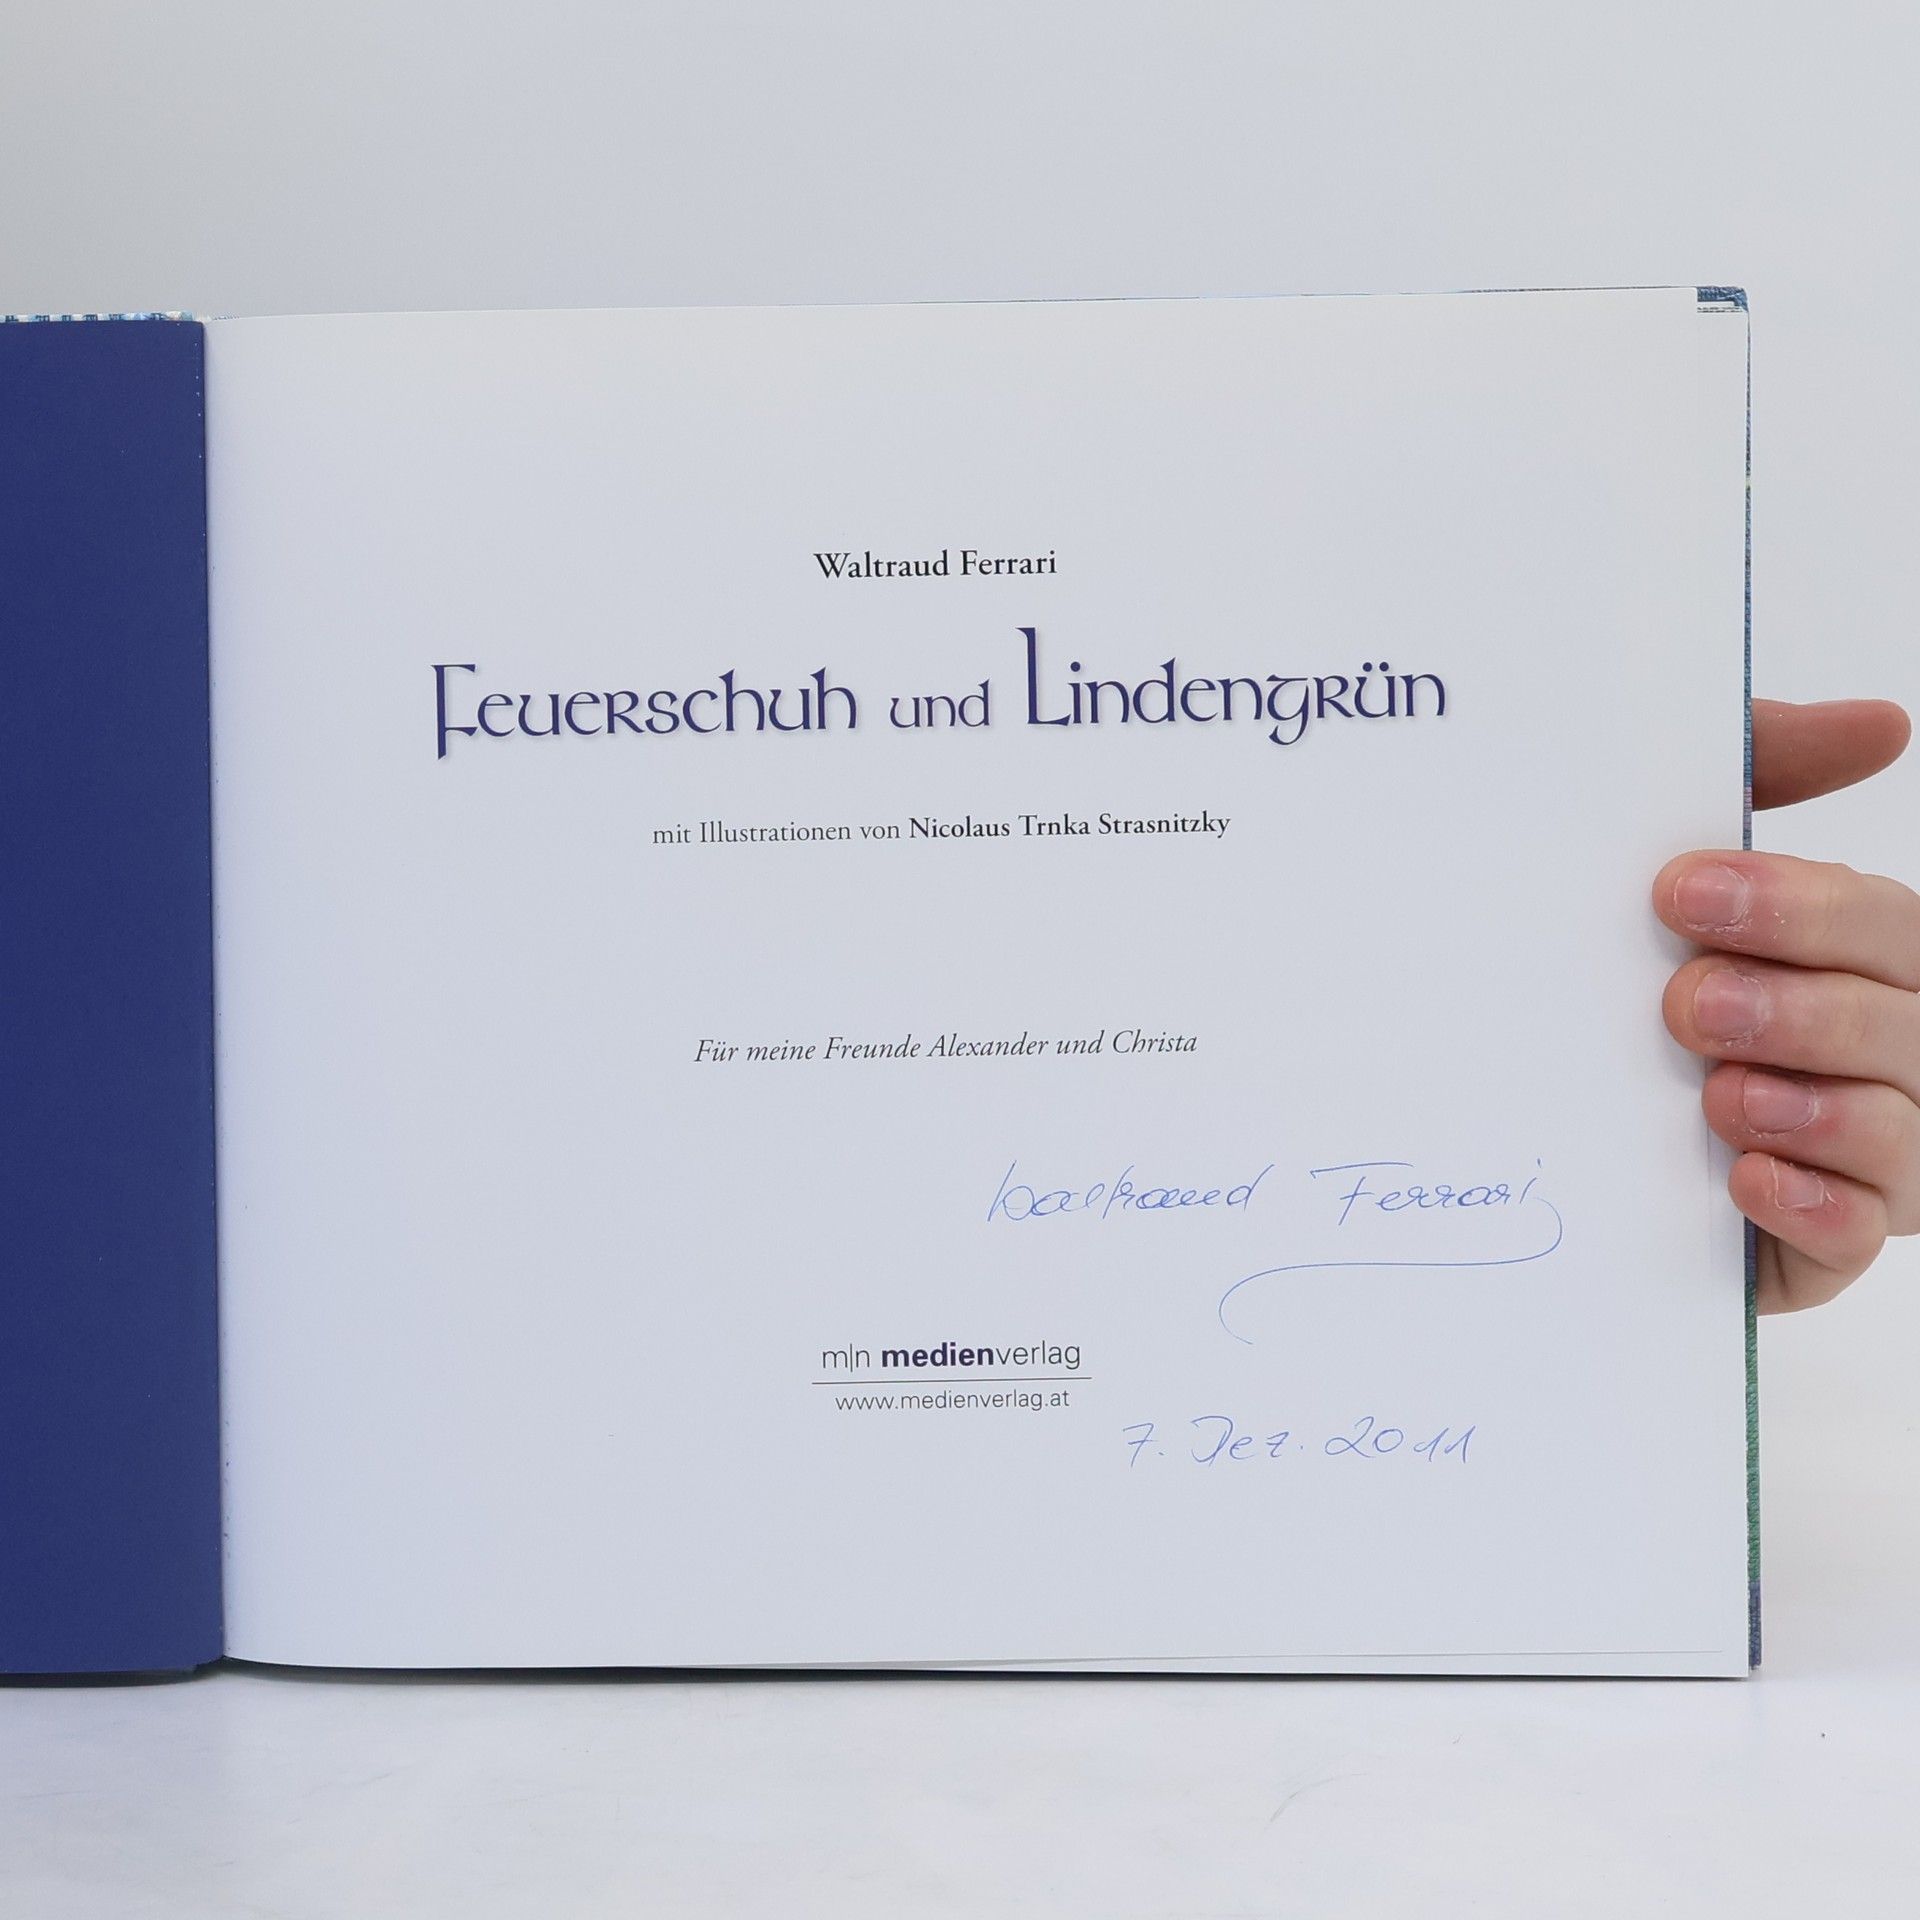 Waltraud Ferrari
Feuerschuh und Lindengrün
mit Illustrationen von Nicolaus Trnka Strasnitzky
Für meine Freunde Alexander und Christa
Waltraud Ferrari
m|n medienverlag
www.medienverlag.at
7. Dez. 2011